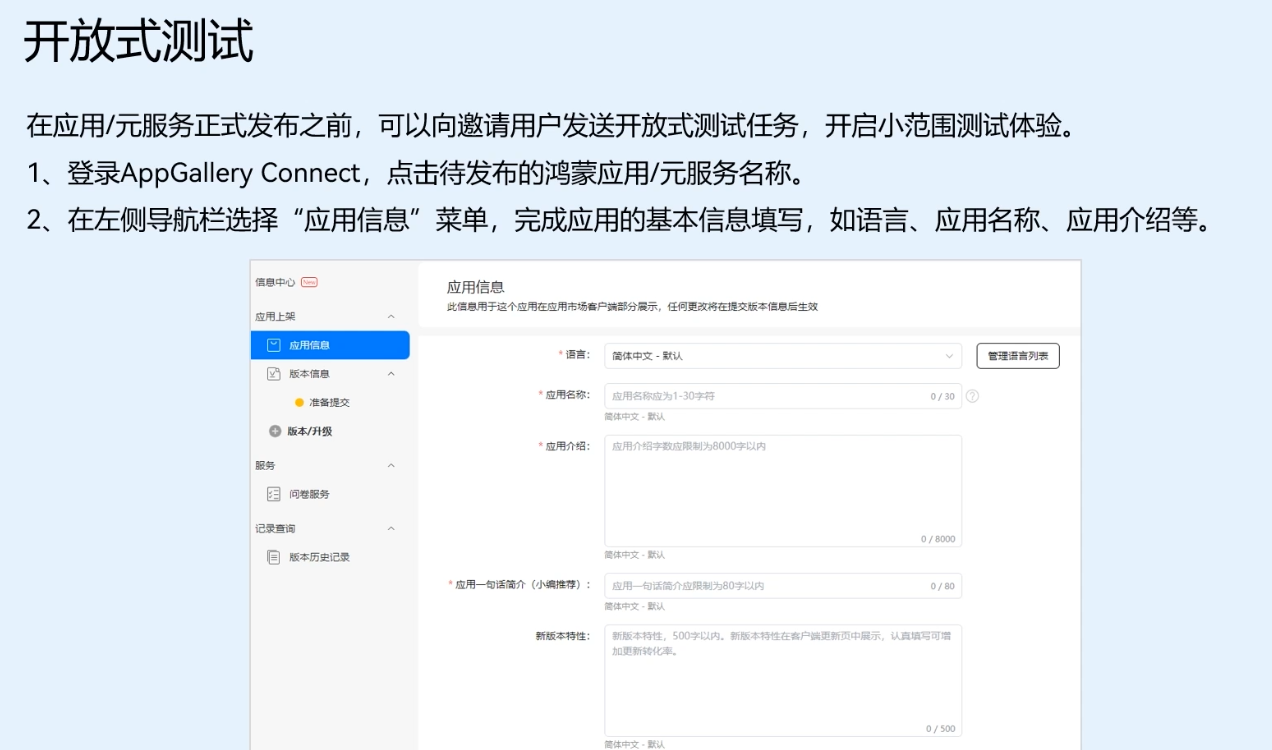 开放式测试
在应用/元服务正式发布之前，可以向邀请用户发送开放式测试任务，开启小范围测试体验。
1、登录AppGallery Connect，点击待发布的鸿蒙应用/元服务名称。
2、在左侧导航栏选择“应用信息”菜单，完成应用的基本信息填写，如语言、应用名称、应用介绍等。
信息中心 New
应用上架
应用信息
版本信息
准备提交
版本/升级
服务
问卷服务
记录查询
版本历史记录
应用信息
此信息用于这个应用在应用市场客户端部分展示，任何更改将在提交版本信息后生效
* 语言： 简体中文 - 默认 管理语言列表
* 应用名称： 应用名称应为1-30字符 0 / 30 ?
简体中文 - 默认
* 应用介绍： 应用介绍字数应限制为8000字以内
0 / 8000
简体中文 - 默认
* 应用一句话简介（小编推荐）： 应用一句话简介应限制为80字以内 0 / 80
简体中文 - 默认
新版本特性： 新版本特性，500字以内。新版本特性在客户端更新页中展示，认真填写可增
加更新转化率。
0 / 500
简体中文 - 默认